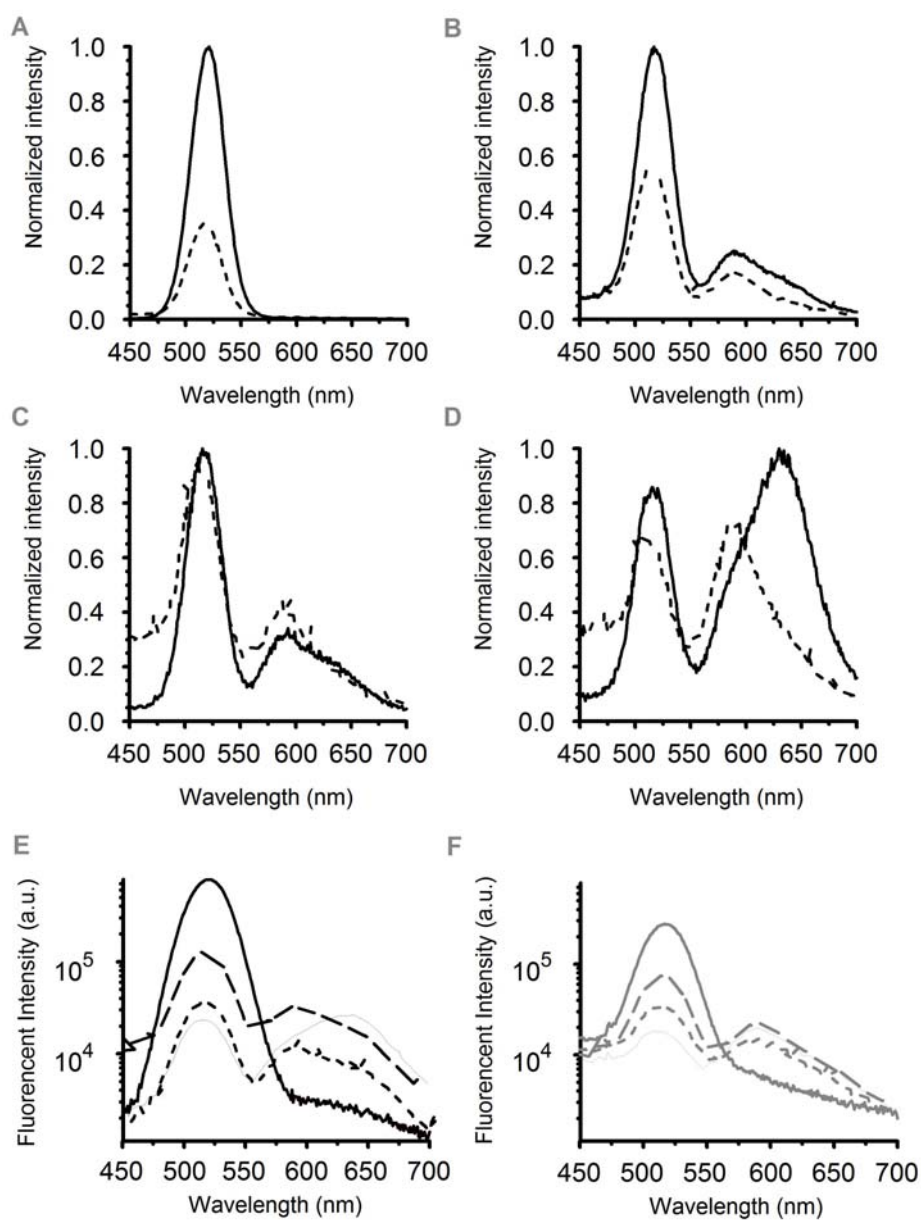 A
B
Normalized intensity
1.0
0.8
0.6
0.4
0.2
0.0
450 500 550 600 650 700
Wavelength (nm)
Normalized intensity
1.0
0.8
0.6
0.4
0.2
0.0
450 500 550 600 650 700
Wavelength (nm)
C
D
Normalized intensity
1.0
0.8
0.6
0.4
0.2
0.0
450 500 550 600 650 700
Wavelength (nm)
Normalized intensity
1.0
0.8
0.6
0.4
0.2
0.0
450 500 550 600 650 700
Wavelength (nm)
E
F
Fluorencent Intensity (a.u.)
10⁵
10⁴
450 500 550 600 650 700
Wavelength (nm)
Fluorencent Intensity (a.u.)
10⁵
10⁴
450 500 550 600 650 700
Wavelength (nm)